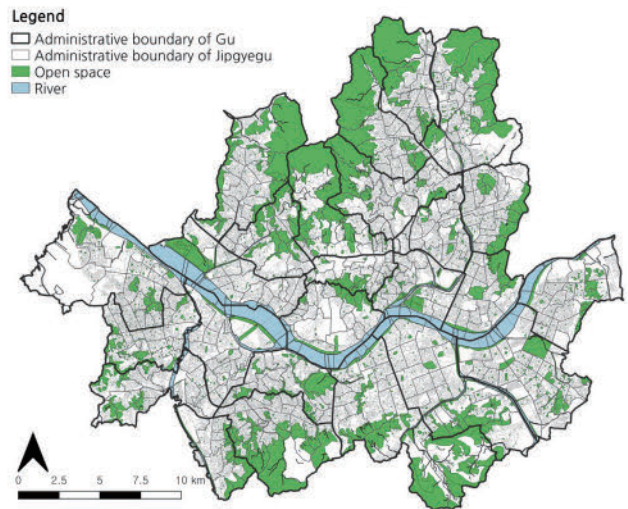 Legend
Administrative boundary of Gu
Administrative boundary of Jipgyegu
Open space
River
0 2.5 5 7.5 10 km